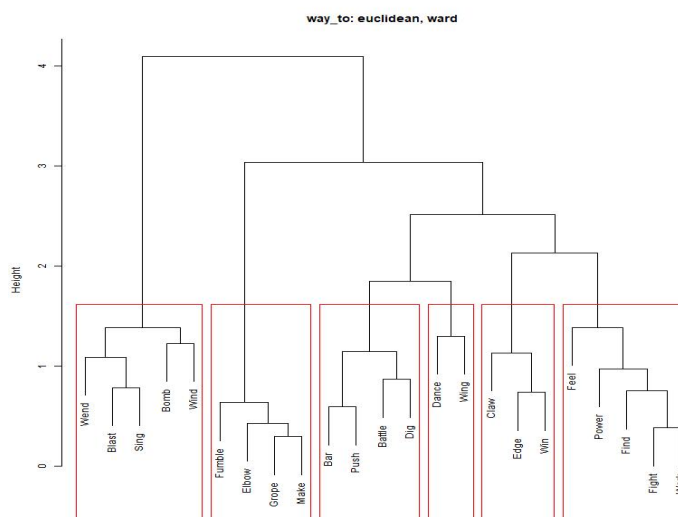 way_to: euclidean, ward
4
3
2
1
0
Height
Wend
Blast
Sing
Bomb
Wind
Fumble
Elbow
Grope
Make
Bar
Push
Battle
Dig
Dance
Wing
Claw
Edge
Win
Feel
Power
Find
Fight